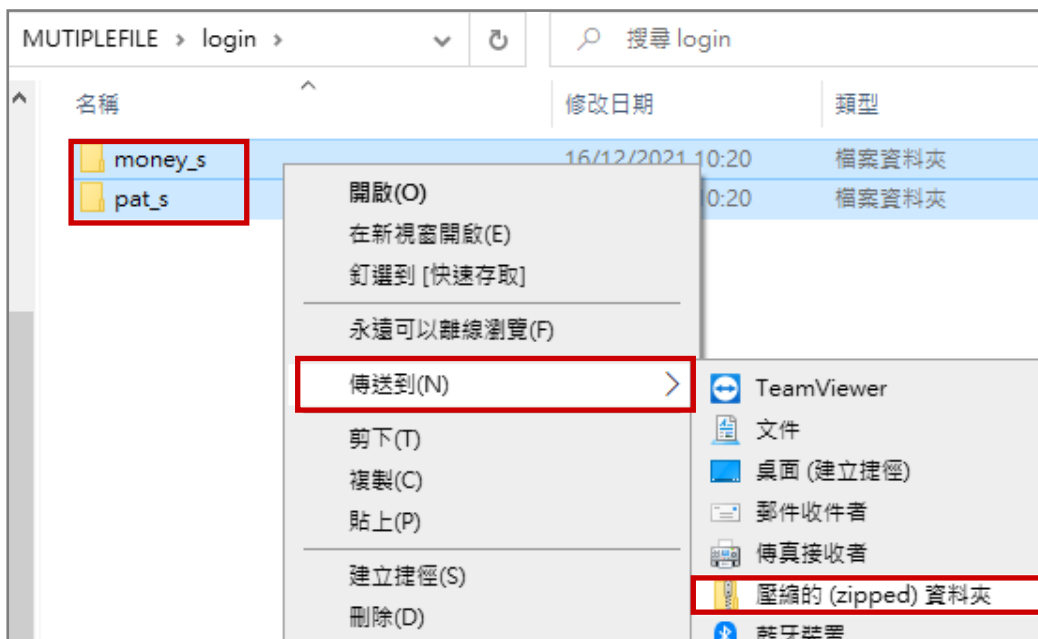 MUTIPLEFILE > login >
搜尋 login
名稱 修改日期 類型
money_s 16/12/2021 10:20 檔案資料夾
pat_s 0:20 檔案資料夾
開啟(O)
在新視窗開啟(E)
釘選到 [快速存取]
永遠可以離線瀏覽(F)
傳送到(N)
剪下(T)
複製(C)
貼上(P)
建立捷徑(S)
刪除(D)
TeamViewer
文件
桌面 (建立捷徑)
郵件收件者
傳真接收者
壓縮的 (zipped) 資料夾
藍牙裝置